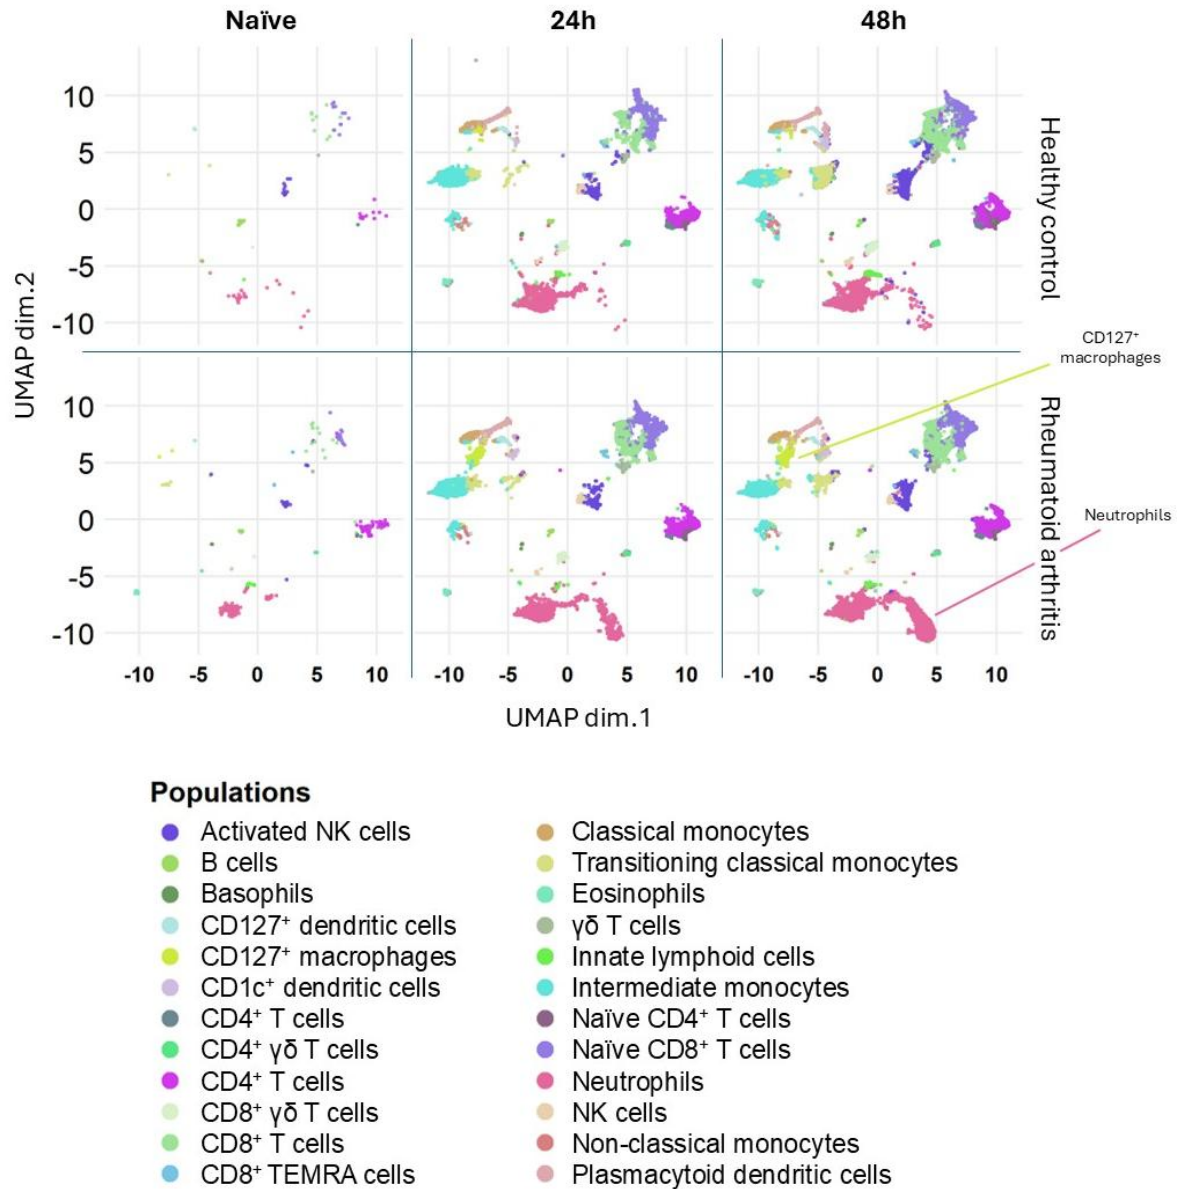 Naïve 24h 48h
10
5
0
-5
-10
Healthy control
UMAP dim.2
CD127⁺
macrophages
10
5
0
-5
-10
Rheumatoid arthritis
Neutrophils
-10 -5 0 5 10 -10 -5 0 5 10 -10 -5 0 5 10
UMAP dim.1
Populations
Activated NK cells
B cells
Basophils
CD127⁺ dendritic cells
CD127⁺ macrophages
CD1c⁺ dendritic cells
CD4⁺ T cells
CD4⁺ γδ T cells
CD4⁺ T cells
CD8⁺ γδ T cells
CD8⁺ T cells
CD8⁺ TEMRA cells
Classical monocytes
Transitioning classical monocytes
Eosinophils
γδ T cells
Innate lymphoid cells
Intermediate monocytes
Naïve CD4⁺ T cells
Naïve CD8⁺ T cells
Neutrophils
NK cells
Non-classical monocytes
Plasmacytoid dendritic cells